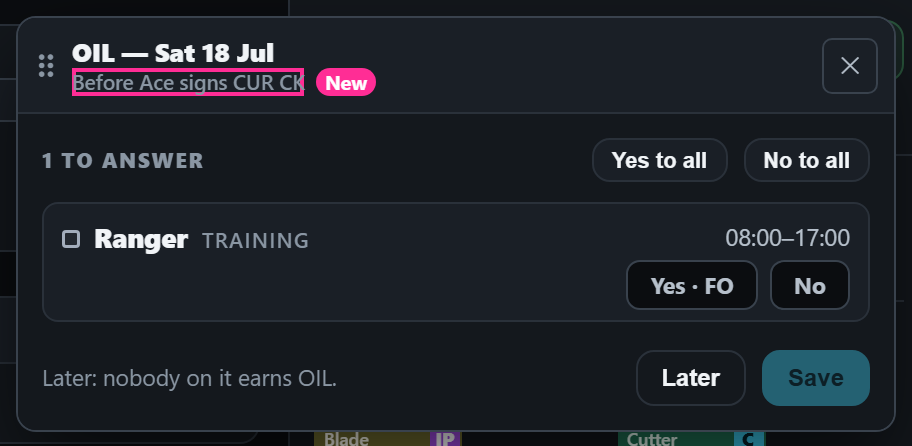 OIL — Sat 18 Jul
Before Ace signs CUR CK New
1 TO ANSWER Yes to all No to all
Ranger TRAINING 08:00–17:00
Yes · FO No
Later: nobody on it earns OIL. Later Save
Blade IP Cutter C